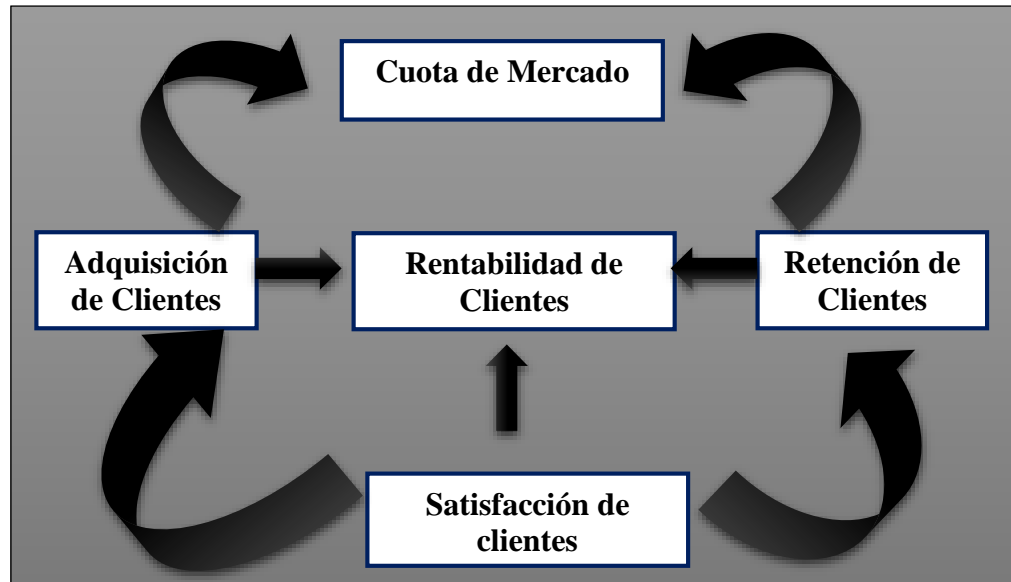 Cuota de Mercado
Adquisición
de Clientes
Rentabilidad de
Clientes
Retención de
Clientes
Satisfacción de
clientes